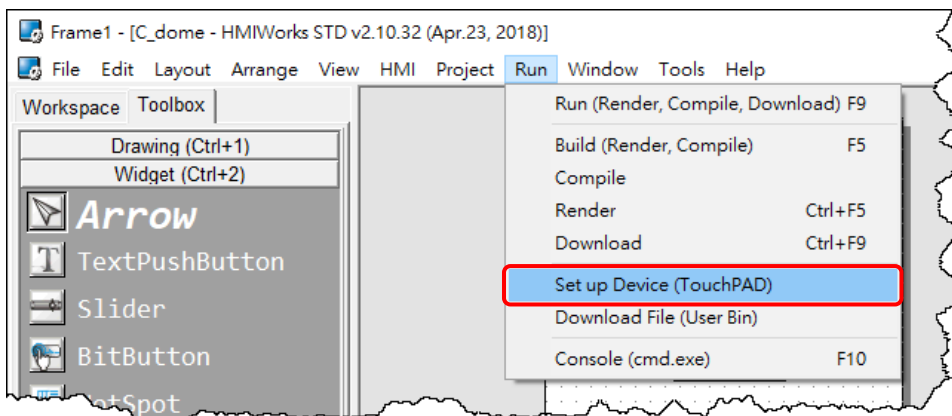 Frame1 - [C_dome - HMIWorks STD v2.10.32 (Apr.23, 2018)]
File Edit Layout Arrange View HMI Project Run Window Tools Help
Workspace Toolbox
Drawing (Ctrl+1)
Widget (Ctrl+2)
Arrow
TextPushButton
Slider
BitButton
HotSpot
Run (Render, Compile, Download) F9
Build (Render, Compile) F5
Compile
Render Ctrl+F5
Download Ctrl+F9
Set up Device (TouchPAD)
Download File (User Bin)
Console (cmd.exe) F10